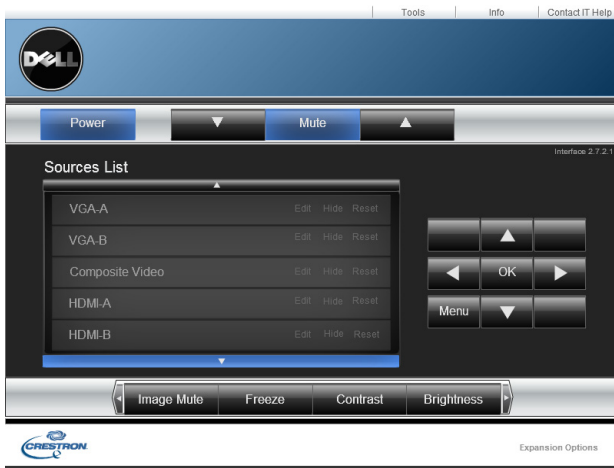 Tools Info Contact IT Help
DELL
Power Mute
Interface 2.7.2.1
Sources List
VGA-A Edit Hide Reset
VGA-B Edit Hide Reset
Composite Video Edit Hide Reset
HDMI-A Edit Hide Reset
HDMI-B Edit Hide Reset
OK
Menu
Image Mute Freeze Contrast Brightness
CRESTRON Expansion Options